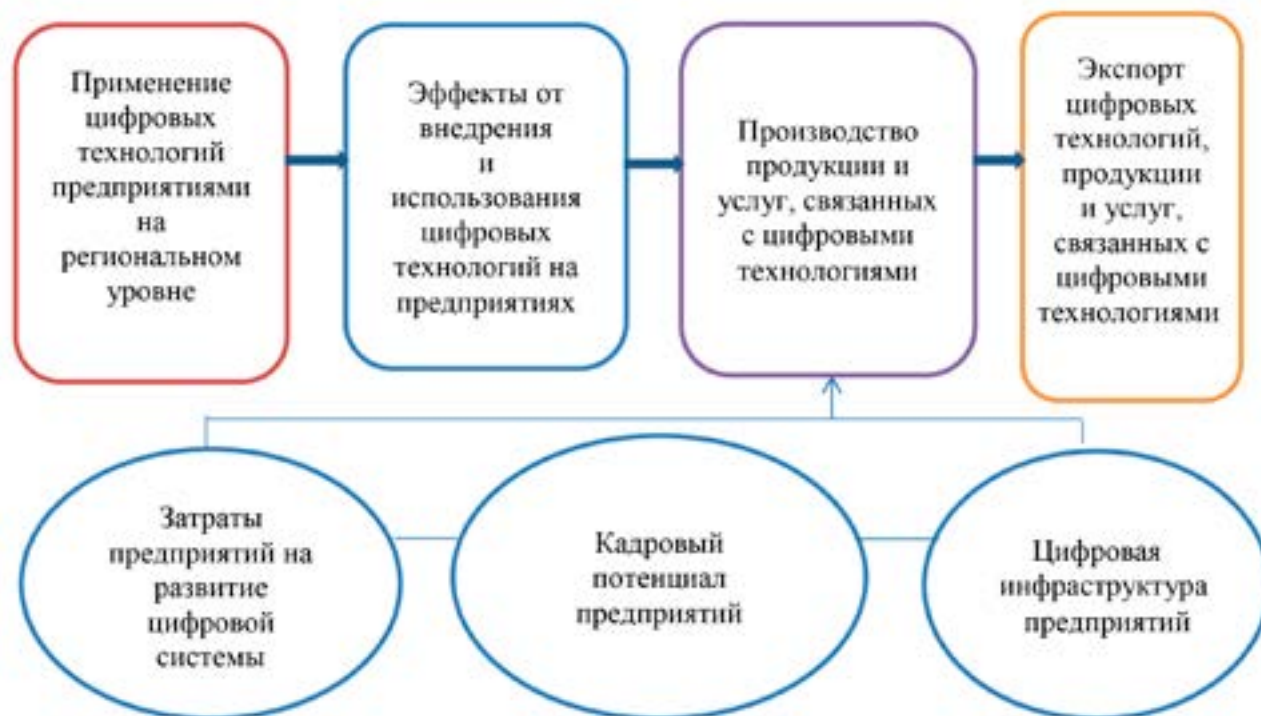 Применение
цифровых
технологий
предприятиями
на
региональном
уровне
Эффекты от
внедрения
и
использования
цифровых
технологий на
предприятиях
Производство
продукции и
услуг, связанных
с цифровыми
технологиями
Экспорт
цифровых
технологий,
продукции
и услуг,
связанных с
цифровыми
технологиями
Затраты
предприятий на
развитие
цифровой
системы
Кадровый
потенциал
предприятий
Цифровая
инфраструктура
предприятий